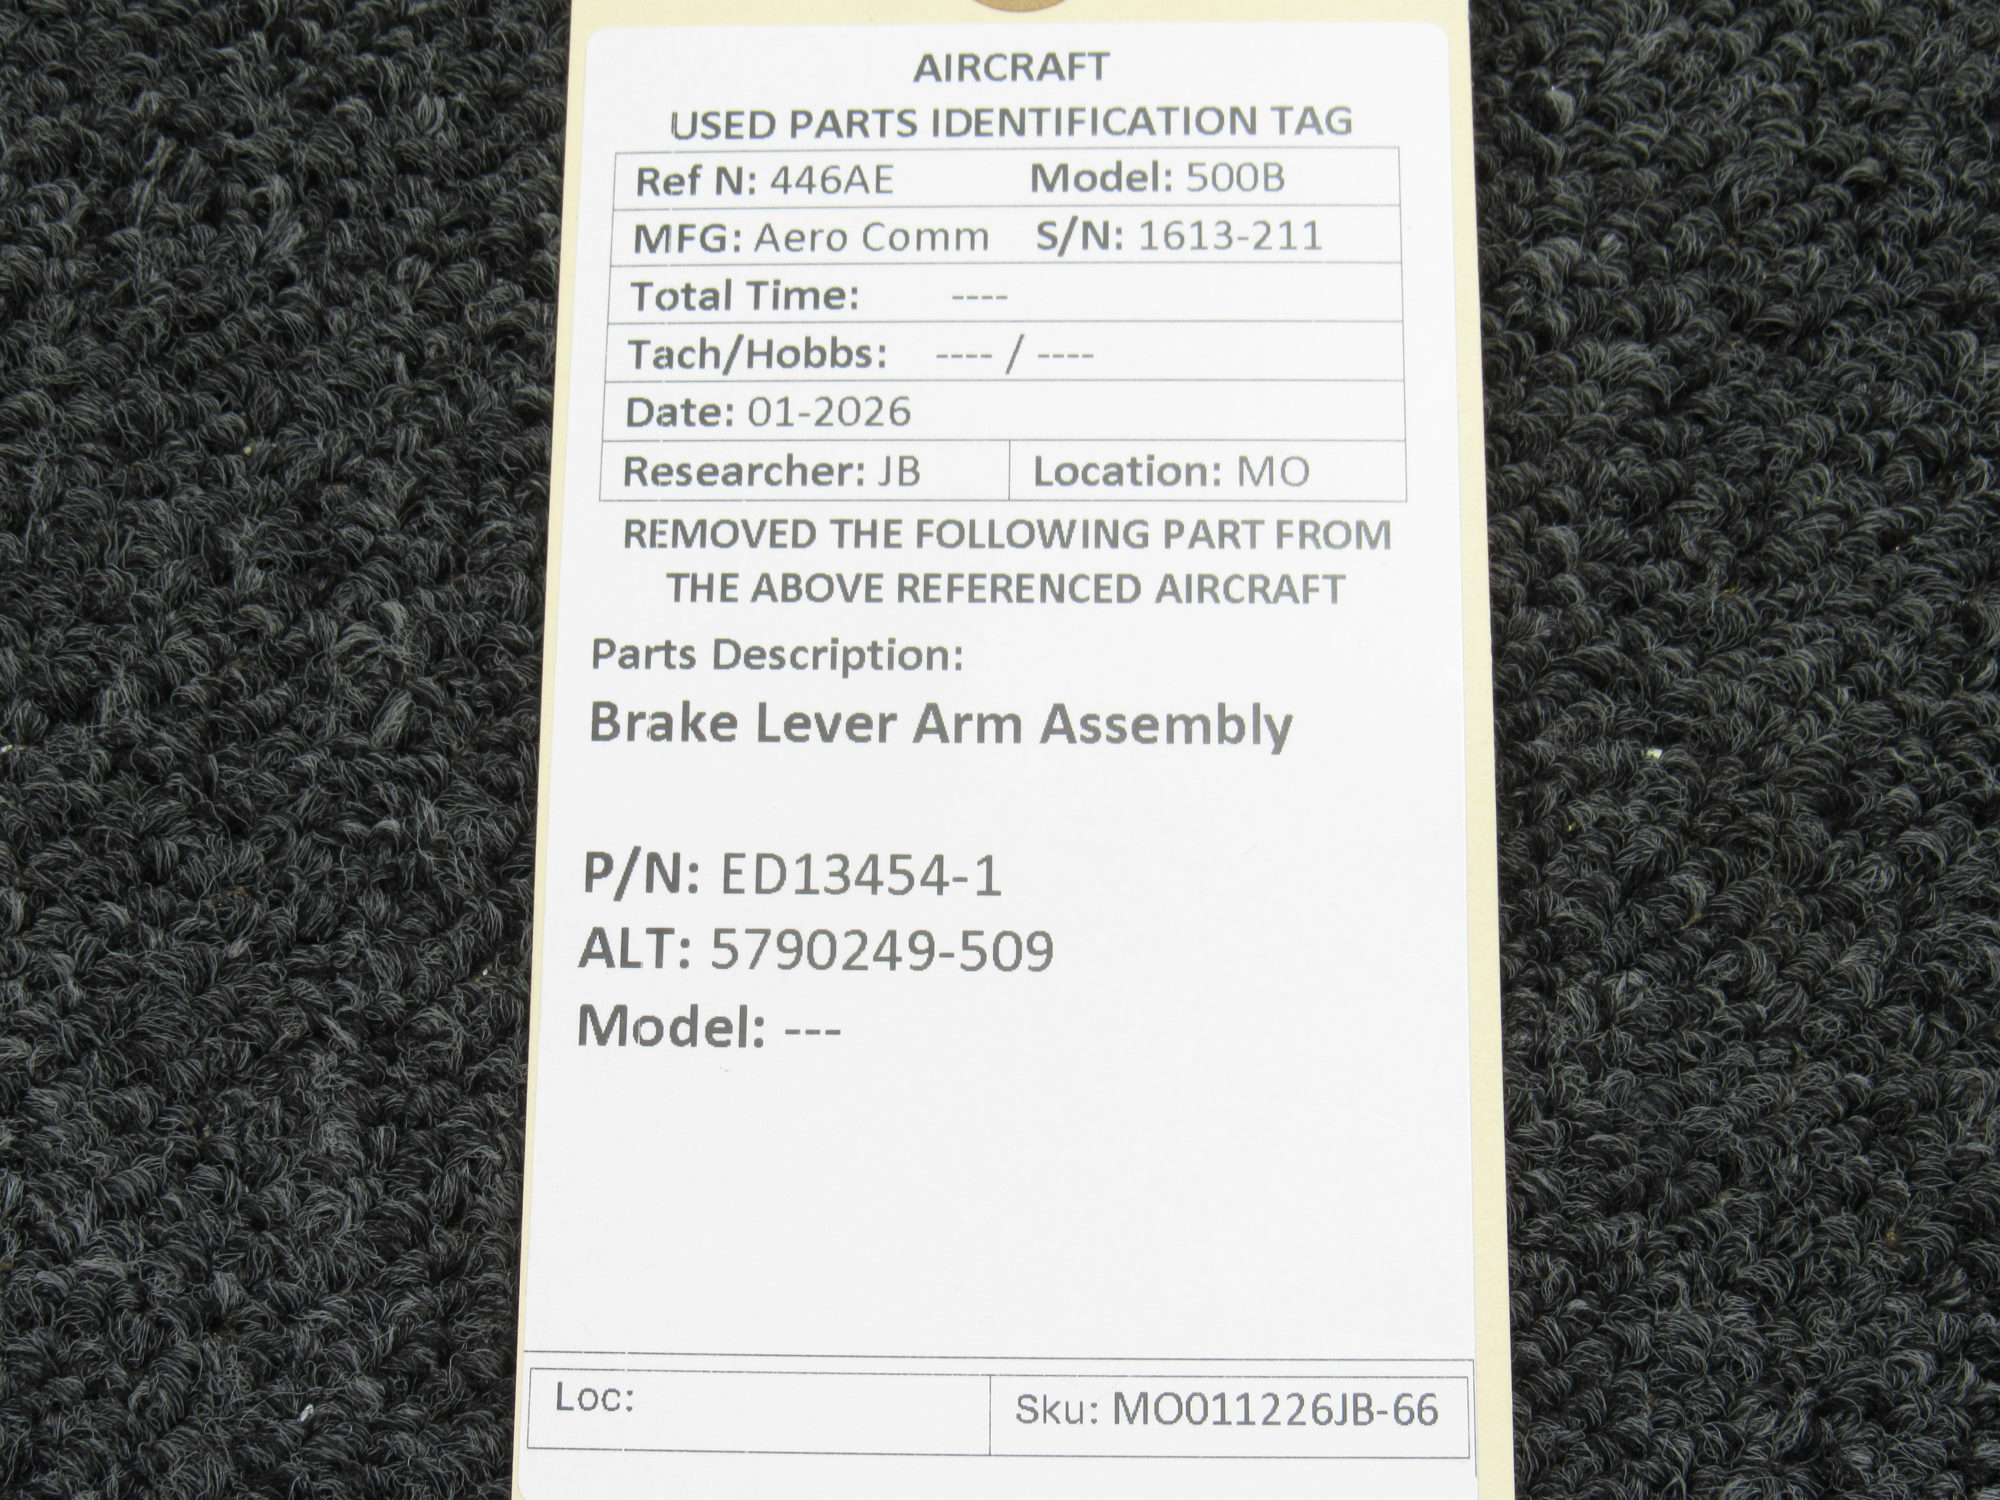 AIRCRAFT
USED PARTS IDENTIFICATION TAG
Ref N: 446AE Model: 500B
MFG: Aero Comm S/N: 1613-211
Total Time: ----
Tach/Hobbs: ---- / ----
Date: 01-2026
Researcher: JB Location: MO
REMOVED THE FOLLOWING PART FROM
THE ABOVE REFERENCED AIRCRAFT
Parts Description:
Brake Lever Arm Assembly
P/N: ED13454-1
ALT: 5790249-509
Model: ---
Loc: Sku: MO011226JB-66